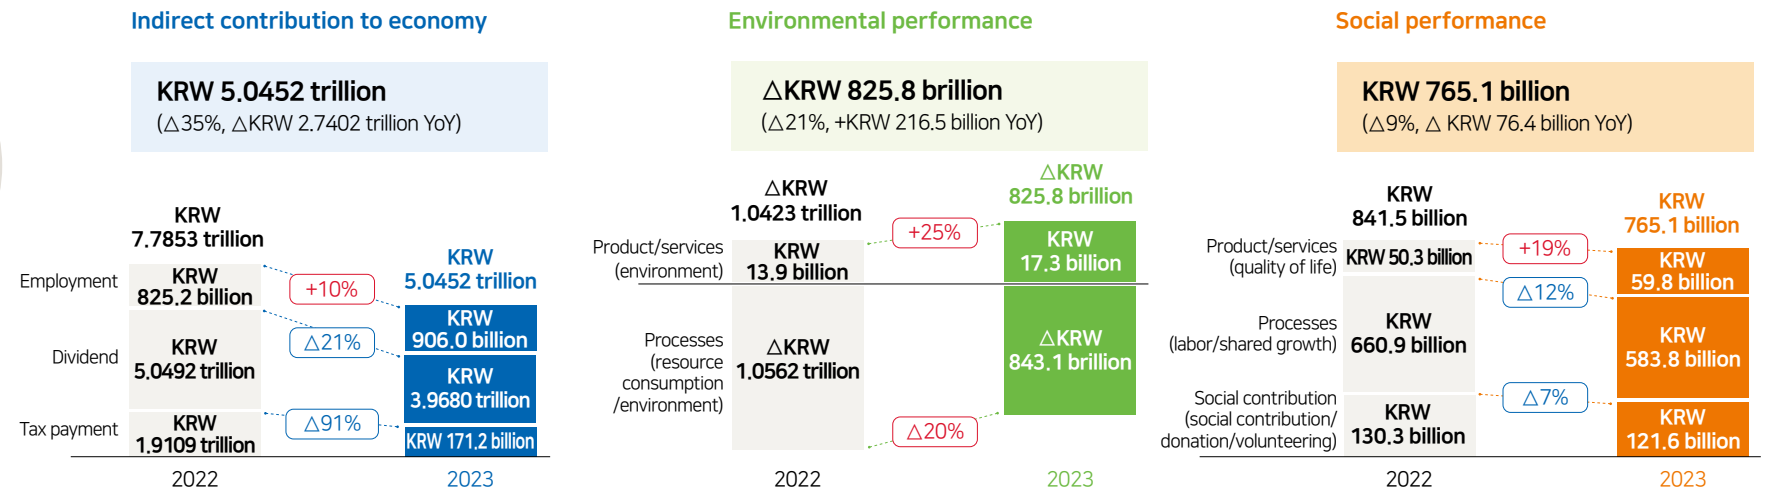 Indirect contribution to economy
KRW 5.0452 trillion
(△35%, △KRW 2.7402 trillion YoY)
KRW
7.7853 trillion
KRW
5.0452 trillion
Employment
KRW
825.2 billion
+10%
KRW
906.0 billion
Dividend
KRW
5.0492 trillion
△21%
KRW
3.9680 trillion
Tax payment
KRW
1.9109 trillion
△91%
KRW 171.2 billion
2022
2023
Environmental performance
△KRW 825.8 brillion
(△21%, +KRW 216.5 billion YoY)
△KRW
1.0423 trillion
△KRW
825.8 brillion
Product/services
(environment)
KRW
13.9 billion
+25%
KRW
17.3 billion
Processes
(resource
consumption
/environment)
△KRW
1.0562 trillion
△20%
△KRW
843.1 brillion
2022
2023
Social performance
KRW 765.1 billion
(△9%, △ KRW 76.4 billion YoY)
KRW
841.5 billion
KRW
765.1 billion
Product/services
(quality of life)
KRW 50.3 billion
+19%
KRW
59.8 billion
Processes
(labor/shared growth)
KRW
660.9 billion
△12%
KRW
583.8 billion
Social contribution
(social contribution/
donation/volunteering)
KRW
130.3 billion
△7%
KRW
121.6 billion
2022
2023